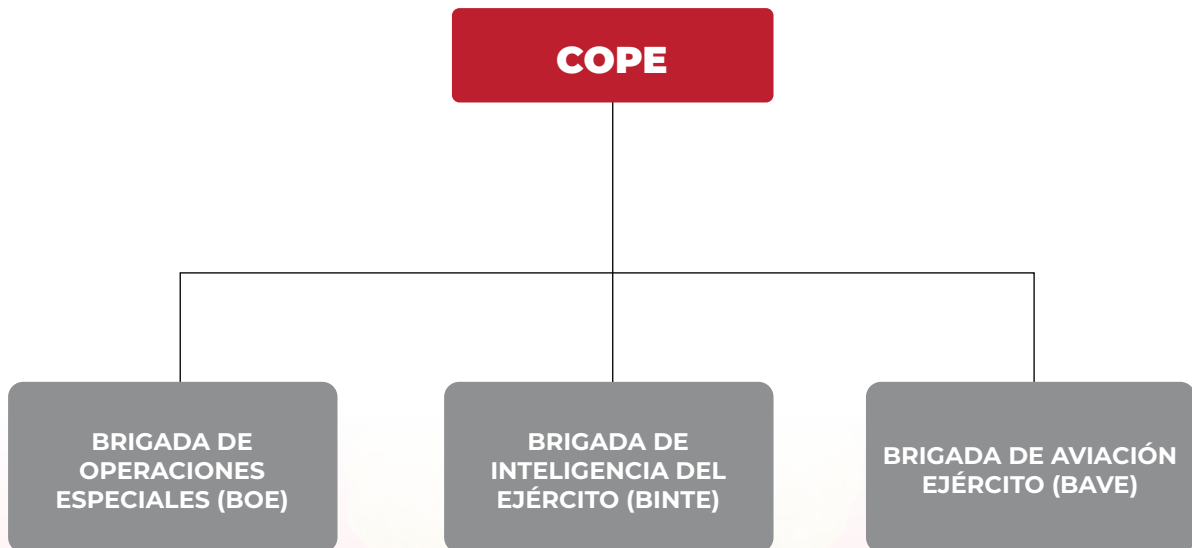 COPE
BRIGADA DE
OPERACIONES
ESPECIALES (BOE)
BRIGADA DE
INTELIGENCIA DEL
EJÉRCITO (BINTE)
BRIGADA DE AVIACIÓN
EJÉRCITO (BAVE)